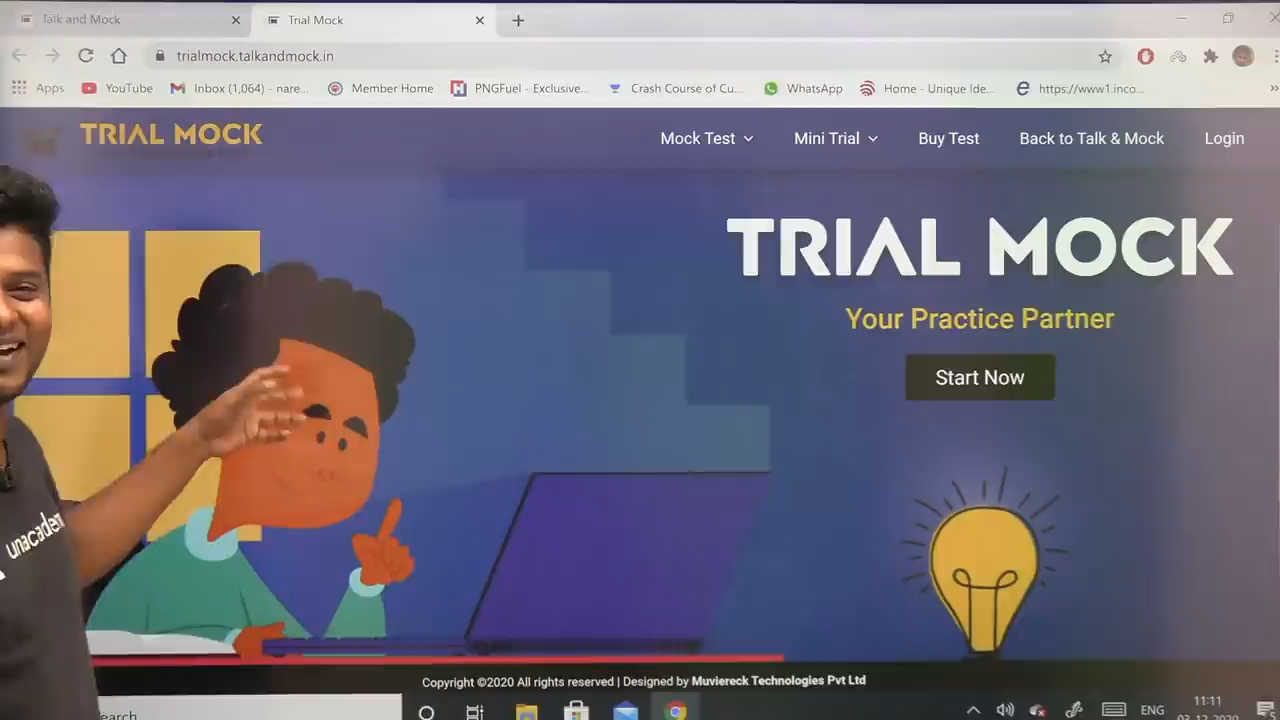 Talk and Mock
Trial Mock
trialmock.talkandmock.in
Apps
YouTube
Inbox (1,064) - nare...
Member Home
PNGFuel - Exclusive...
Crash Course of Cu...
WhatsApp
Home - Unique Ide...
https://www1.inco...
TRIAL MOCK
Mock Test
Mini Trial
Buy Test
Back to Talk & Mock
Login
TRIAL MOCK
Your Practice Partner
Start Now
unacadem
Copyright ©2020 All rights reserved | Designed by Muviereck Technologies Pvt Ltd
earch
ENG
11:11